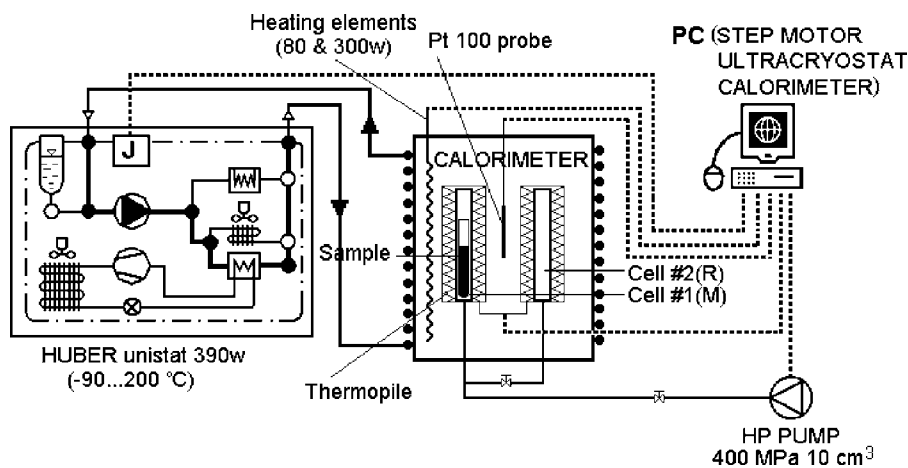 Heating elements
(80 & 300w)
Pt 100 probe
PC (STEP MOTOR
ULTRACRYOSTAT
CALORIMETER)
J
CALORIMETER
Sample
Cell #2(R)
Cell #1(M)
HUBER unistat 390w
(-90...200 °C)
Thermopile
HP PUMP
400 MPa 10 cm³